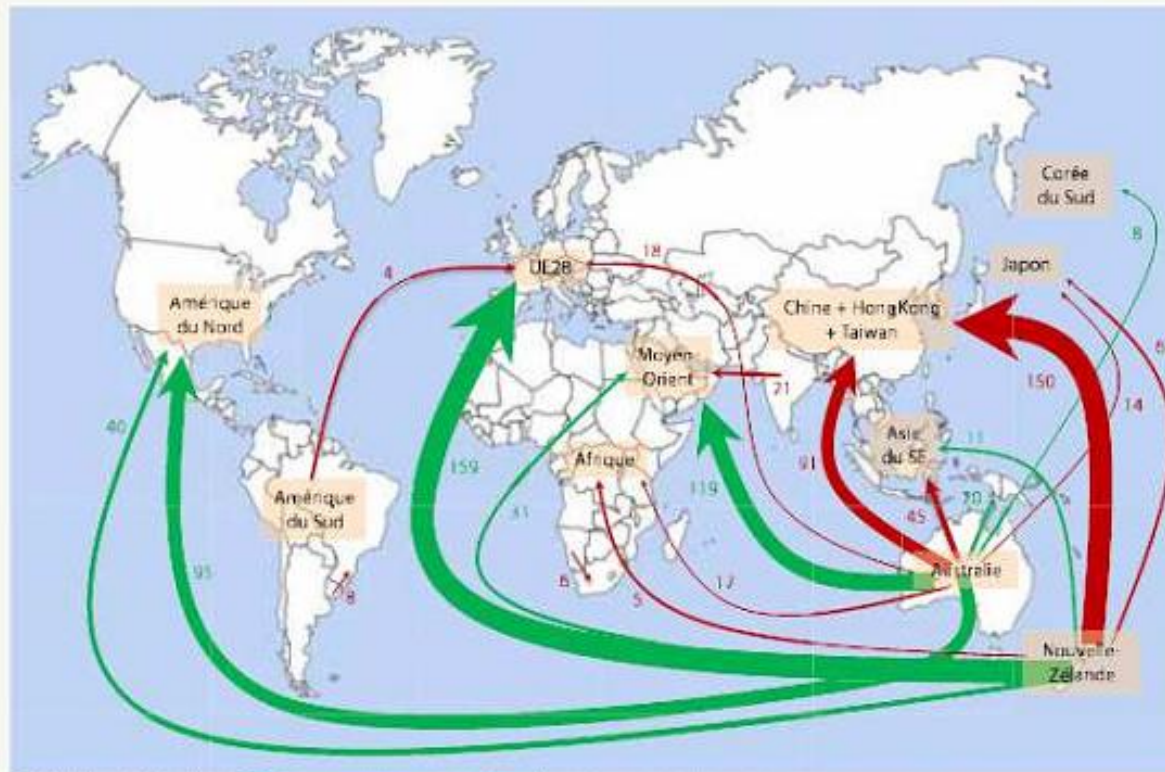 Corée
du Sud
8
4
18
UE28
Japon
Amérique
du Nord
Chine + HongKong
+ Taiwan
6
Moyen
Orient
21
150
14
40
159
Afrique
91
Asie
du SE
11
Amérique
du Sud
31
119
45
20
95
8
6
5
17
Australie
Nouvelle-
Zélande